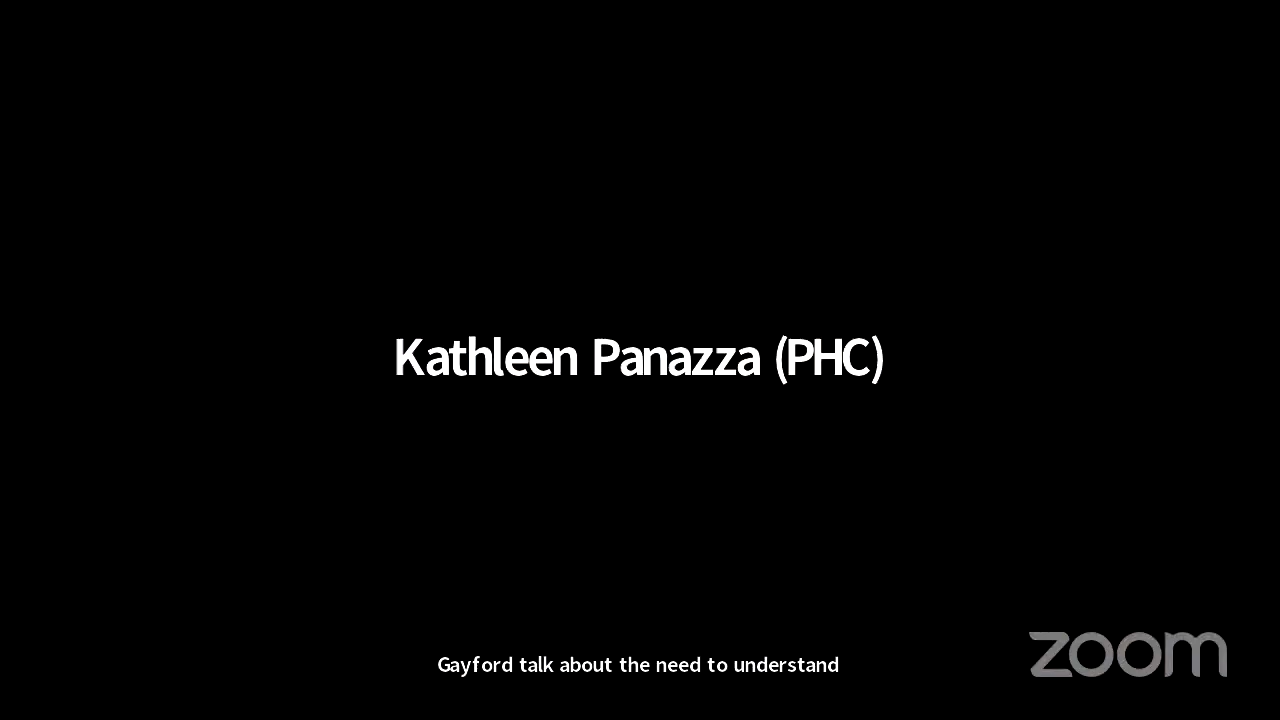 Kathleen Panazza (PHC)
Gayford talk about the need to understand
zoom